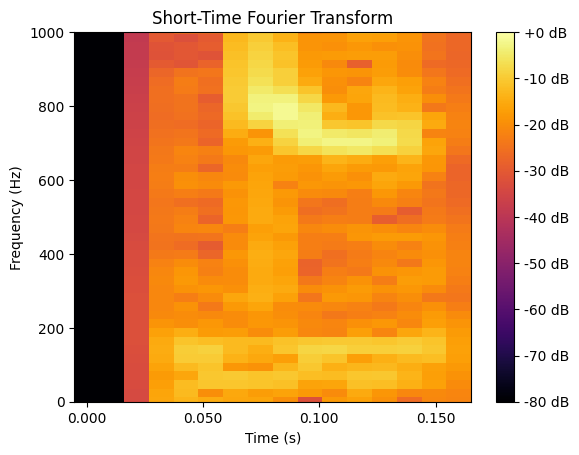 Short-Time Fourier Transform
1000
800
600
400
200
0
Frequency (Hz)
0.000
0.050
0.100
0.150
Time (s)
+0 dB
-10 dB
-20 dB
-30 dB
-40 dB
-50 dB
-60 dB
-70 dB
-80 dB